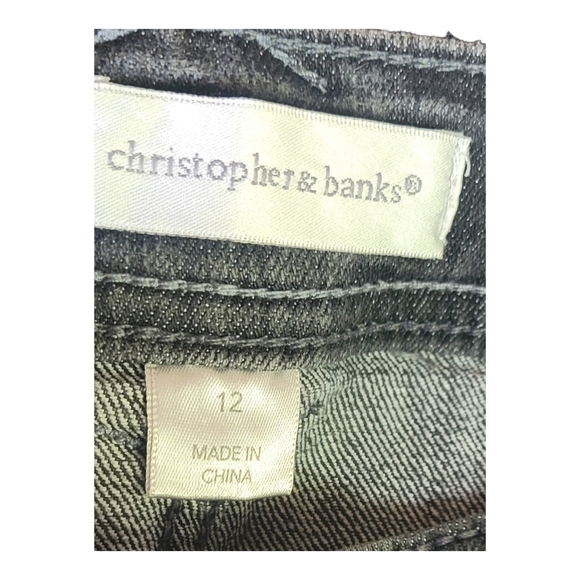 christopher & banks®
12
MADE IN
CHINA